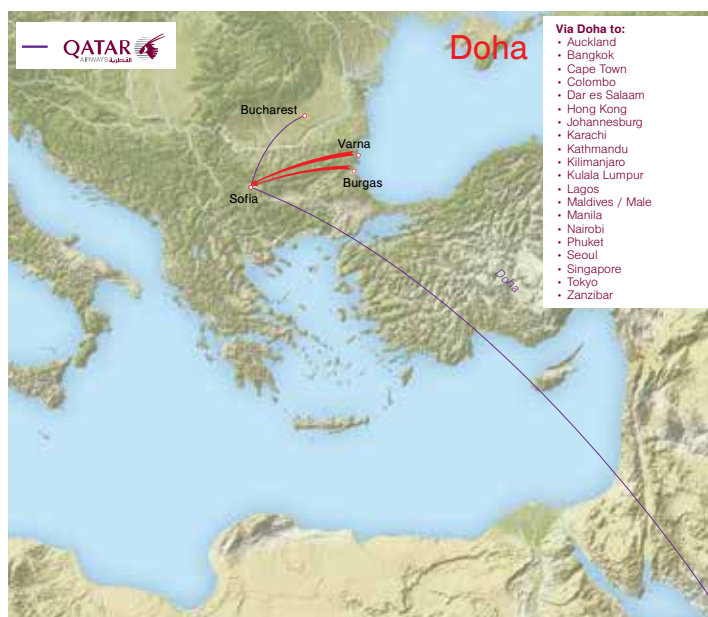 QATAR
AIRWAYS القطرية
Doha
Via Doha to:
• Auckland
• Bangkok
• Cape Town
• Colombo
• Dar es Salaam
• Hong Kong
• Johannesburg
• Karachi
• Kathmandu
• Kilimanjaro
• Kulala Lumpur
• Lagos
• Maldives / Male
• Manila
• Nairobi
• Phuket
• Seoul
• Singapore
• Tokyo
• Zanzibar
Bucharest
Varna
Burgas
Sofia
Doha